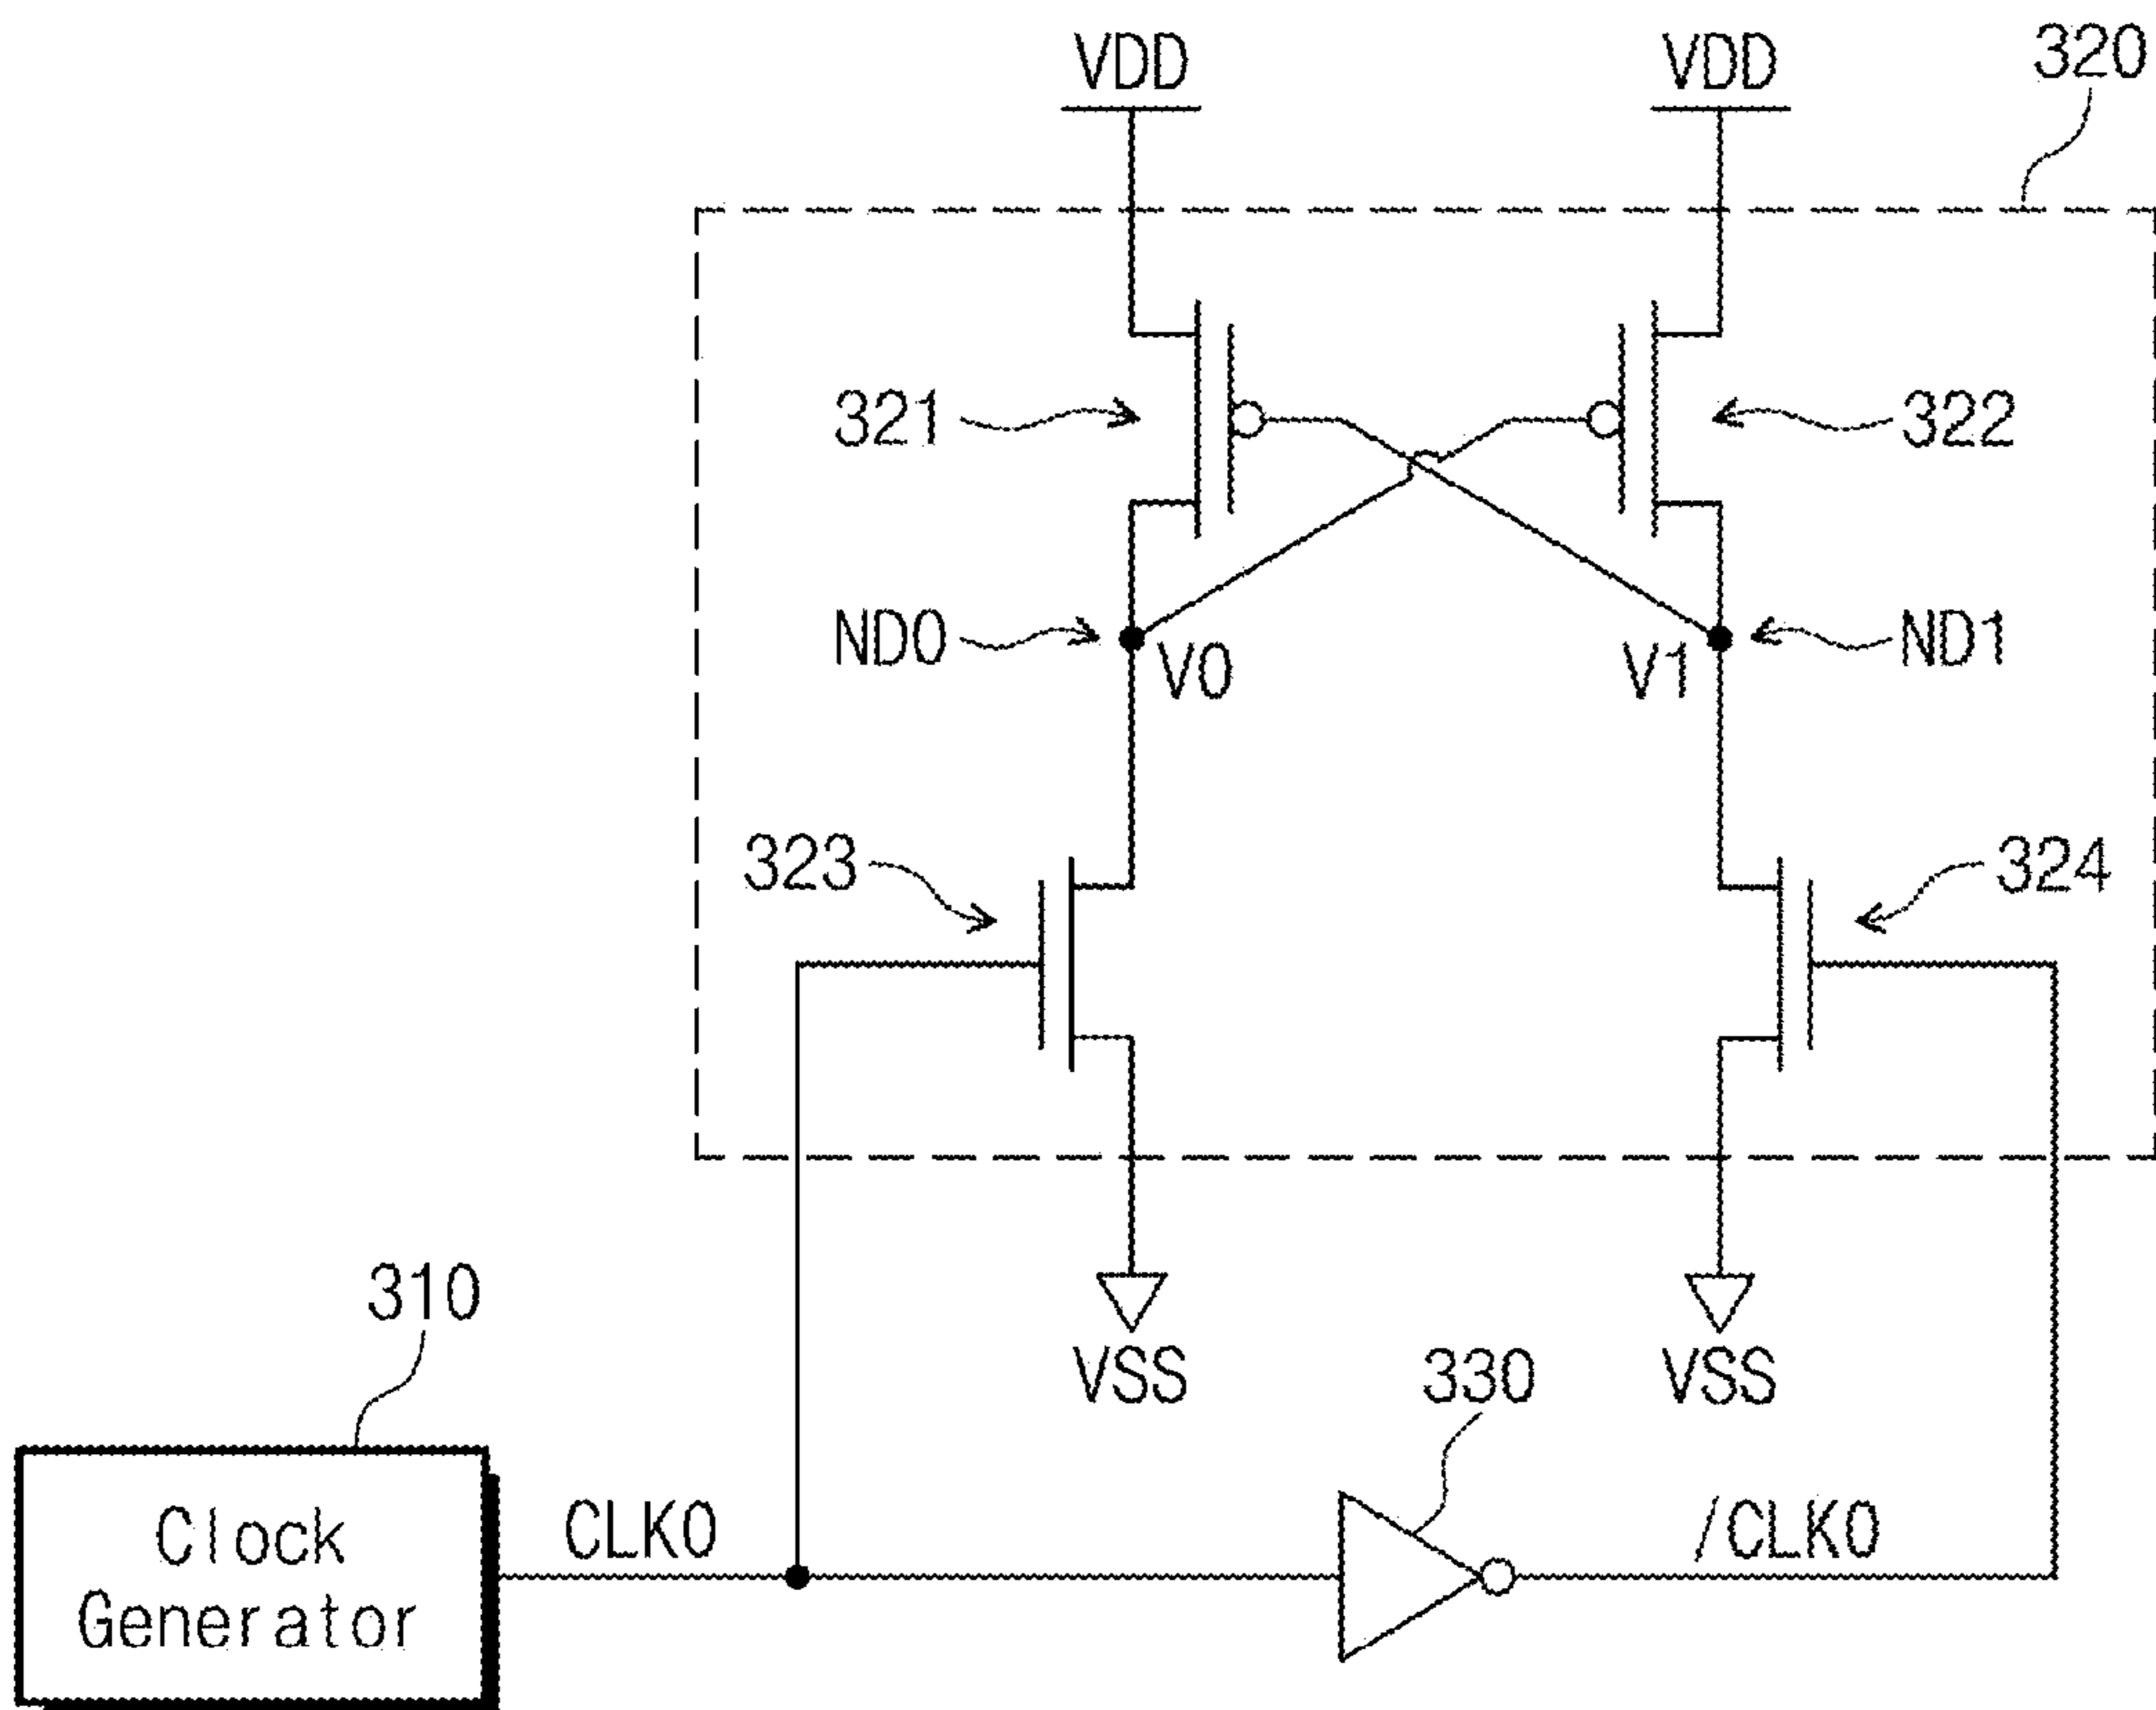 VDD
VDD
320
321
322
ND0
V0
V1
ND1
323
324
310
VSS
330
VSS
CLK0
/CLK0
Clock
Generator